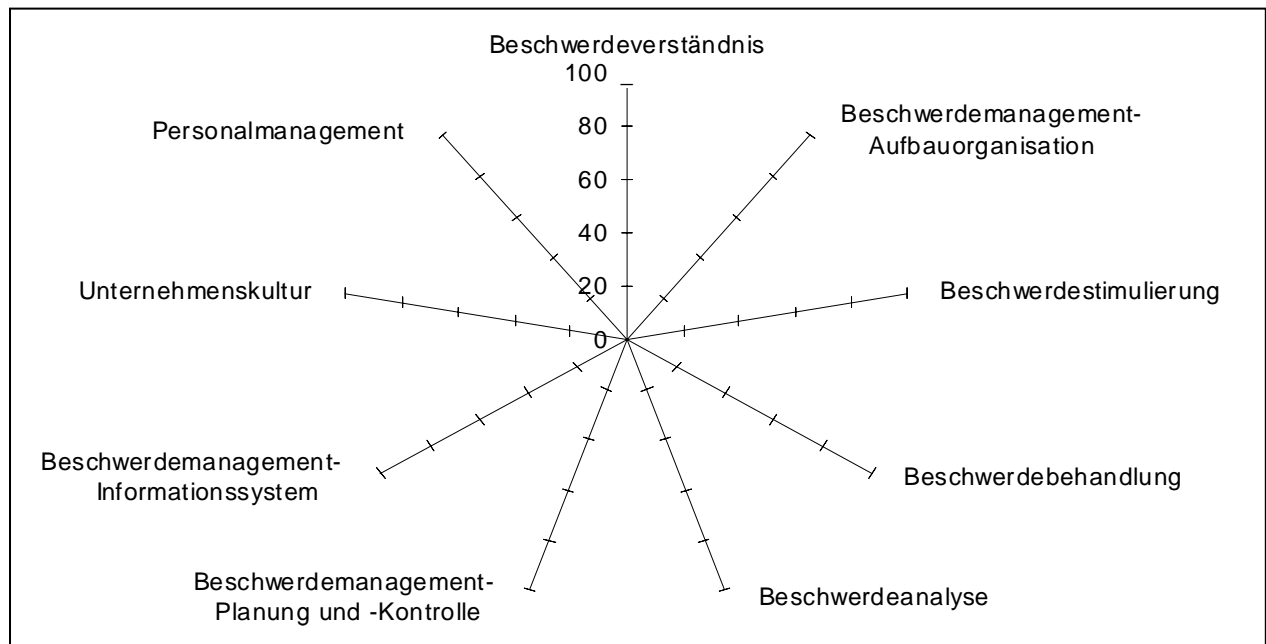 Beschwerdeverständnis
100
80
60
40
20
0
Beschwerdemanagement-
Aufbauorganisation
Beschwerdestimulierung
Beschwerdebehandlung
Beschwerdeanalyse
Beschwerdemanagement-
Planung und -Kontrolle
Beschwerdemanagement-
Informationssystem
Unternehmenskultur
Personalmanagement